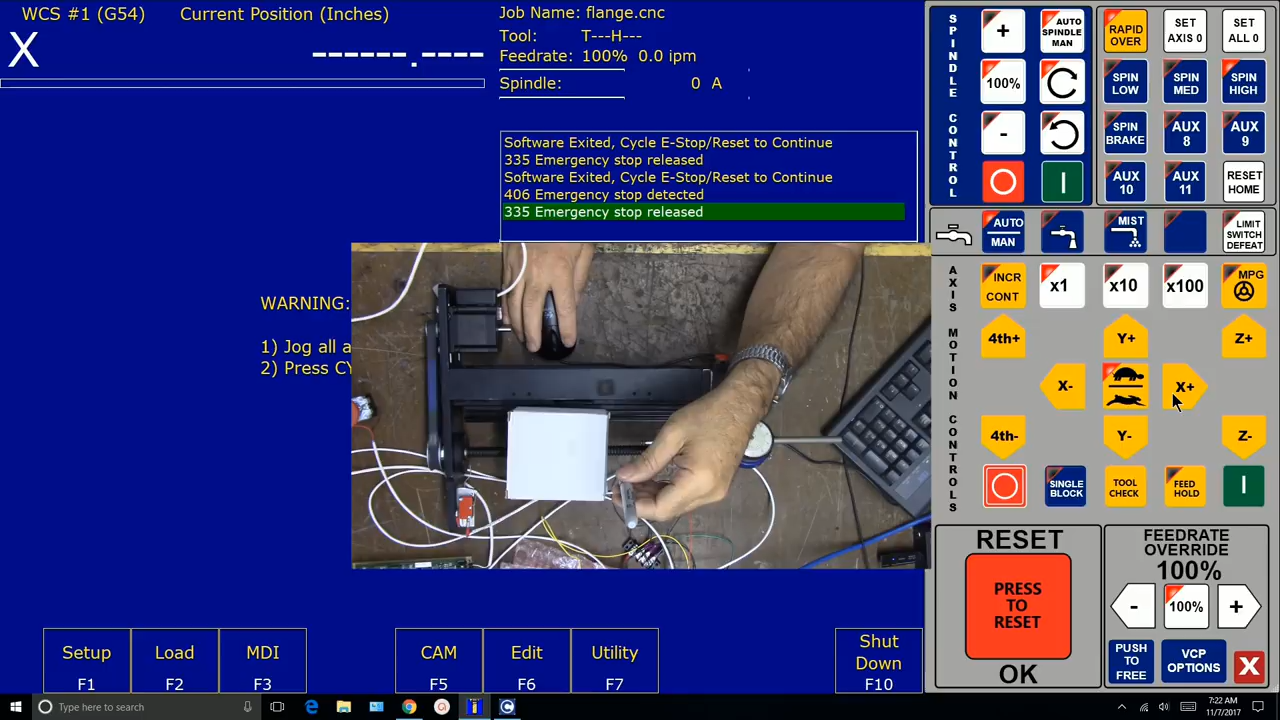 WCS #1 (G54)
Current Position (Inches)
X
------.----
Job Name: flange.cnc
Tool: T---H---
Feedrate: 100% 0.0 ipm
Spindle: 0 A
Software Exited, Cycle E-Stop/Reset to Continue
335 Emergency stop released
Software Exited, Cycle E-Stop/Reset to Continue
406 Emergency stop detected
335 Emergency stop released
WARNING:
1) Jog all a
2) Press CY
Setup
F1
Load
F2
MDI
F3
CAM
F5
Edit
F6
Utility
F7
Shut
Down
F10
SPINDLE CONTROL
+
AUTO
SPINDLE
MAN
100%
-
RAPID
OVER
SET
AXIS 0
SET
ALL 0
SPIN
LOW
SPIN
MED
SPIN
HIGH
SPIN
BRAKE
AUX
8
AUX
9
AUX
10
AUX
11
RESET
HOME
AUTO
MAN
MIST
LIMIT
SWITCH
DEFEAT
AXIS MOTION CONTROLS
INCR
CONT
x1
x10
x100
MPG
4th+
Y+
Z+
X-
X+
4th-
Y-
Z-
SINGLE
BLOCK
TOOL
CHECK
FEED
HOLD
RESET
PRESS
TO
RESET
OK
FEEDRATE
OVERRIDE
100%
-
100%
+
PUSH
TO
FREE
VCP
OPTIONS
X
Type here to search
7:22 AM
11/7/2017